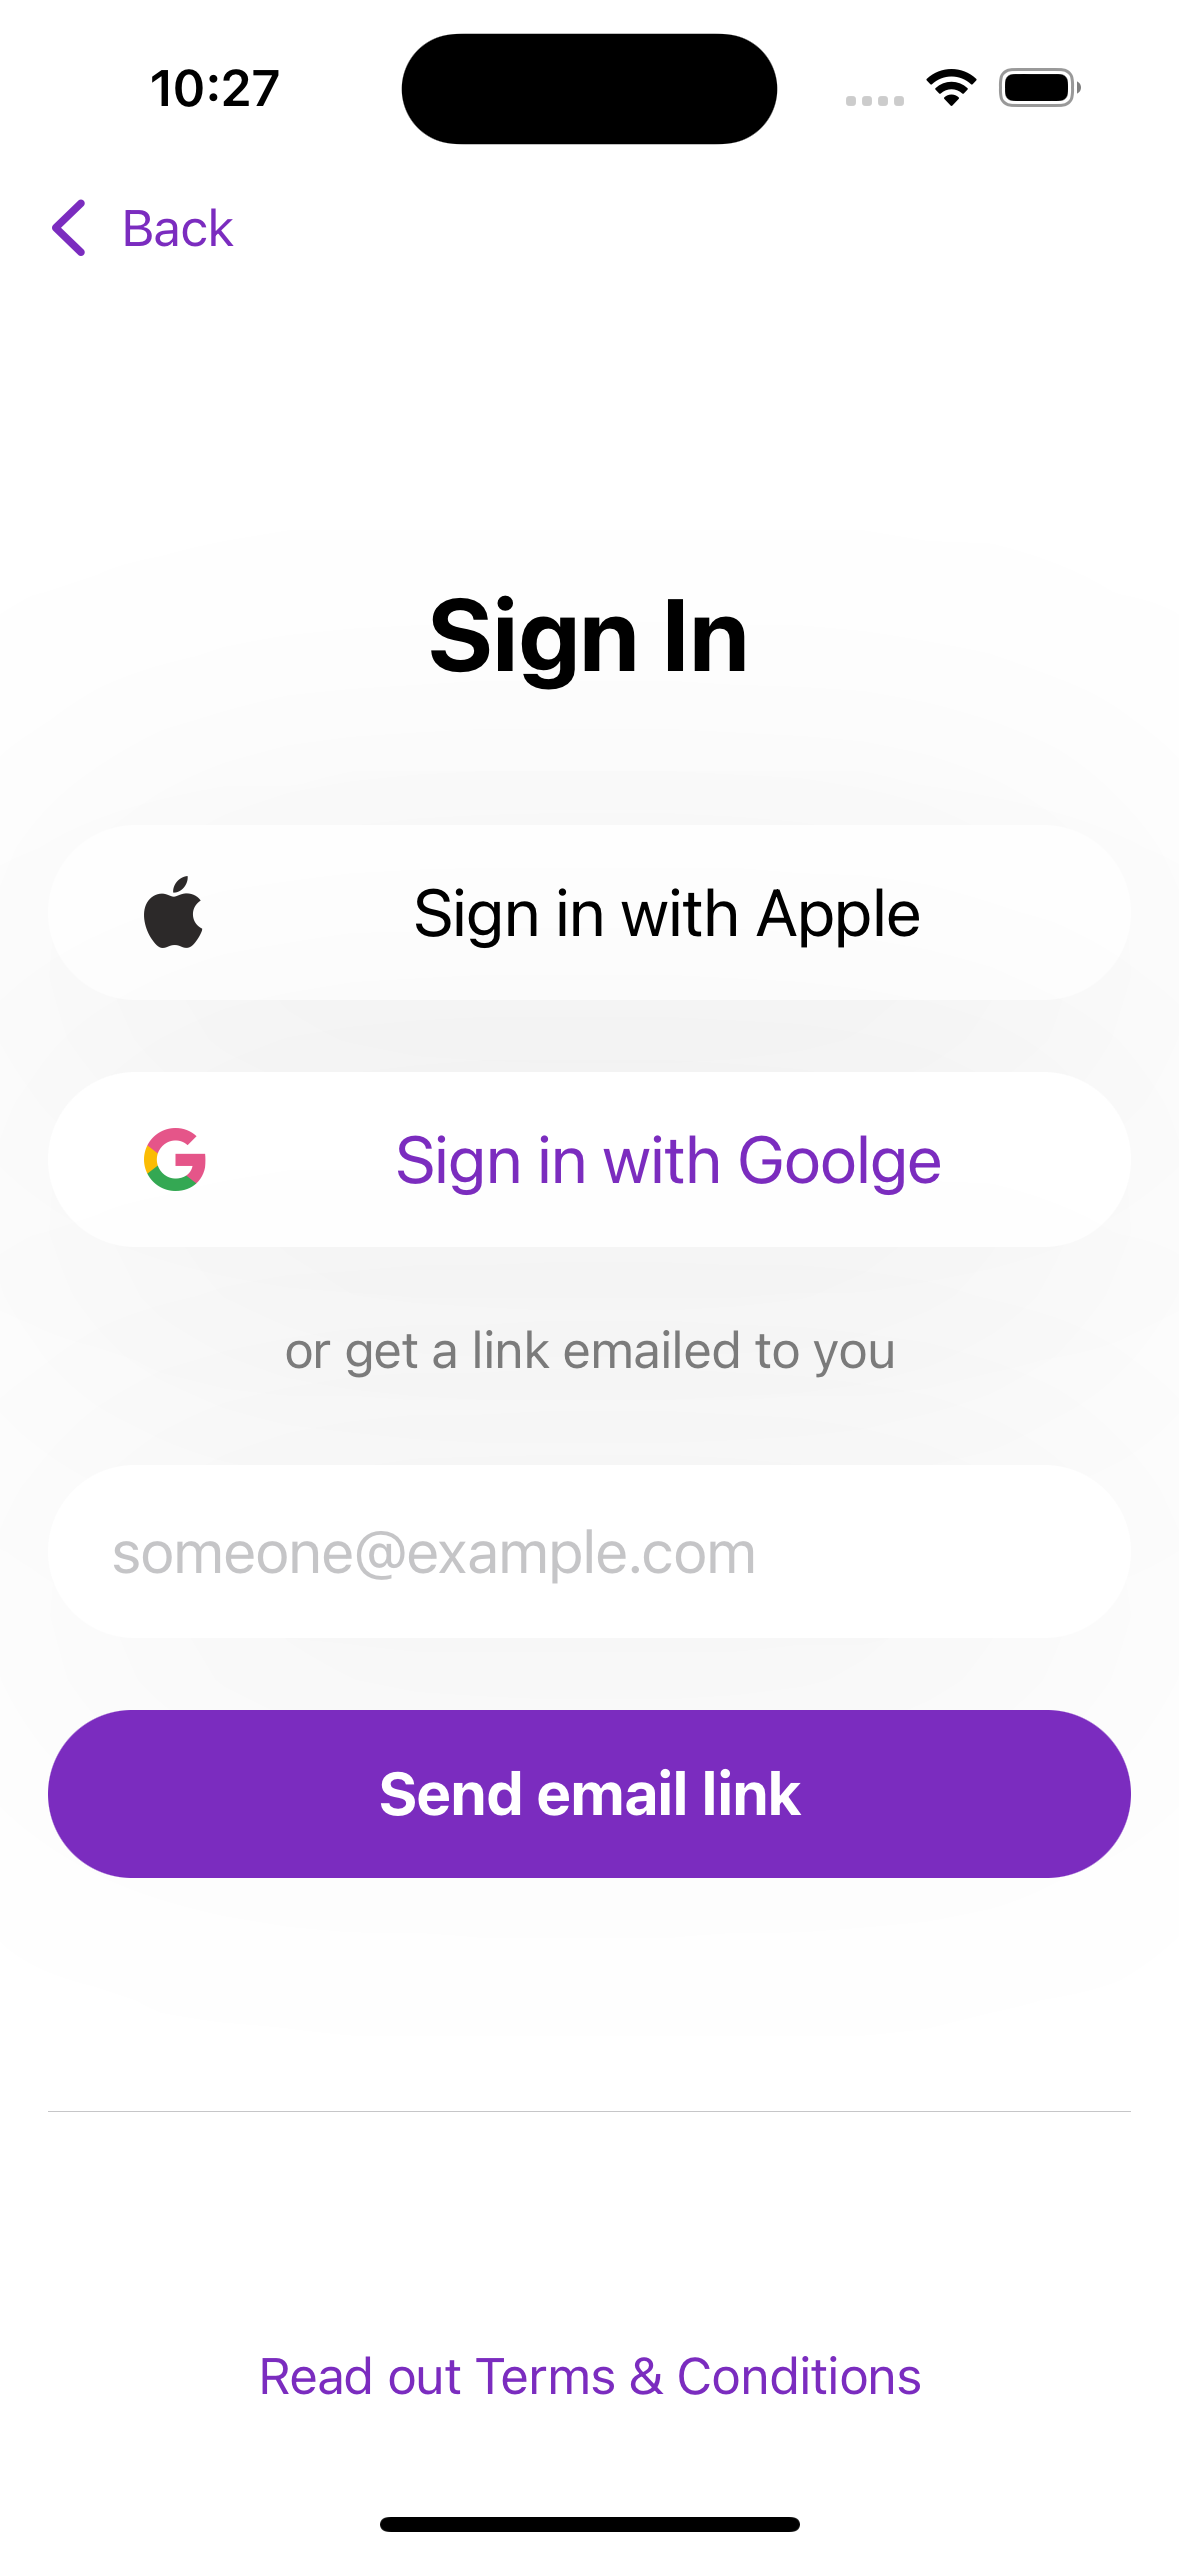 10:27
Back
Sign In
Sign in with Apple
Sign in with Goolge
or get a link emailed to you
someone@example.com
Send email link
Read out Terms & Conditions